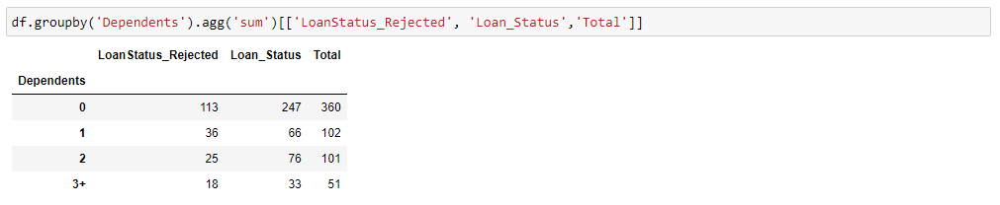 df.groupby('Dependents').agg('sum')[['LoanStatus_Rejected', 'Loan_Status','Total']]
LoanStatus_Rejected Loan_Status Total
Dependents
0 113 247 360
1 36 66 102
2 25 76 101
3+ 18 33 51